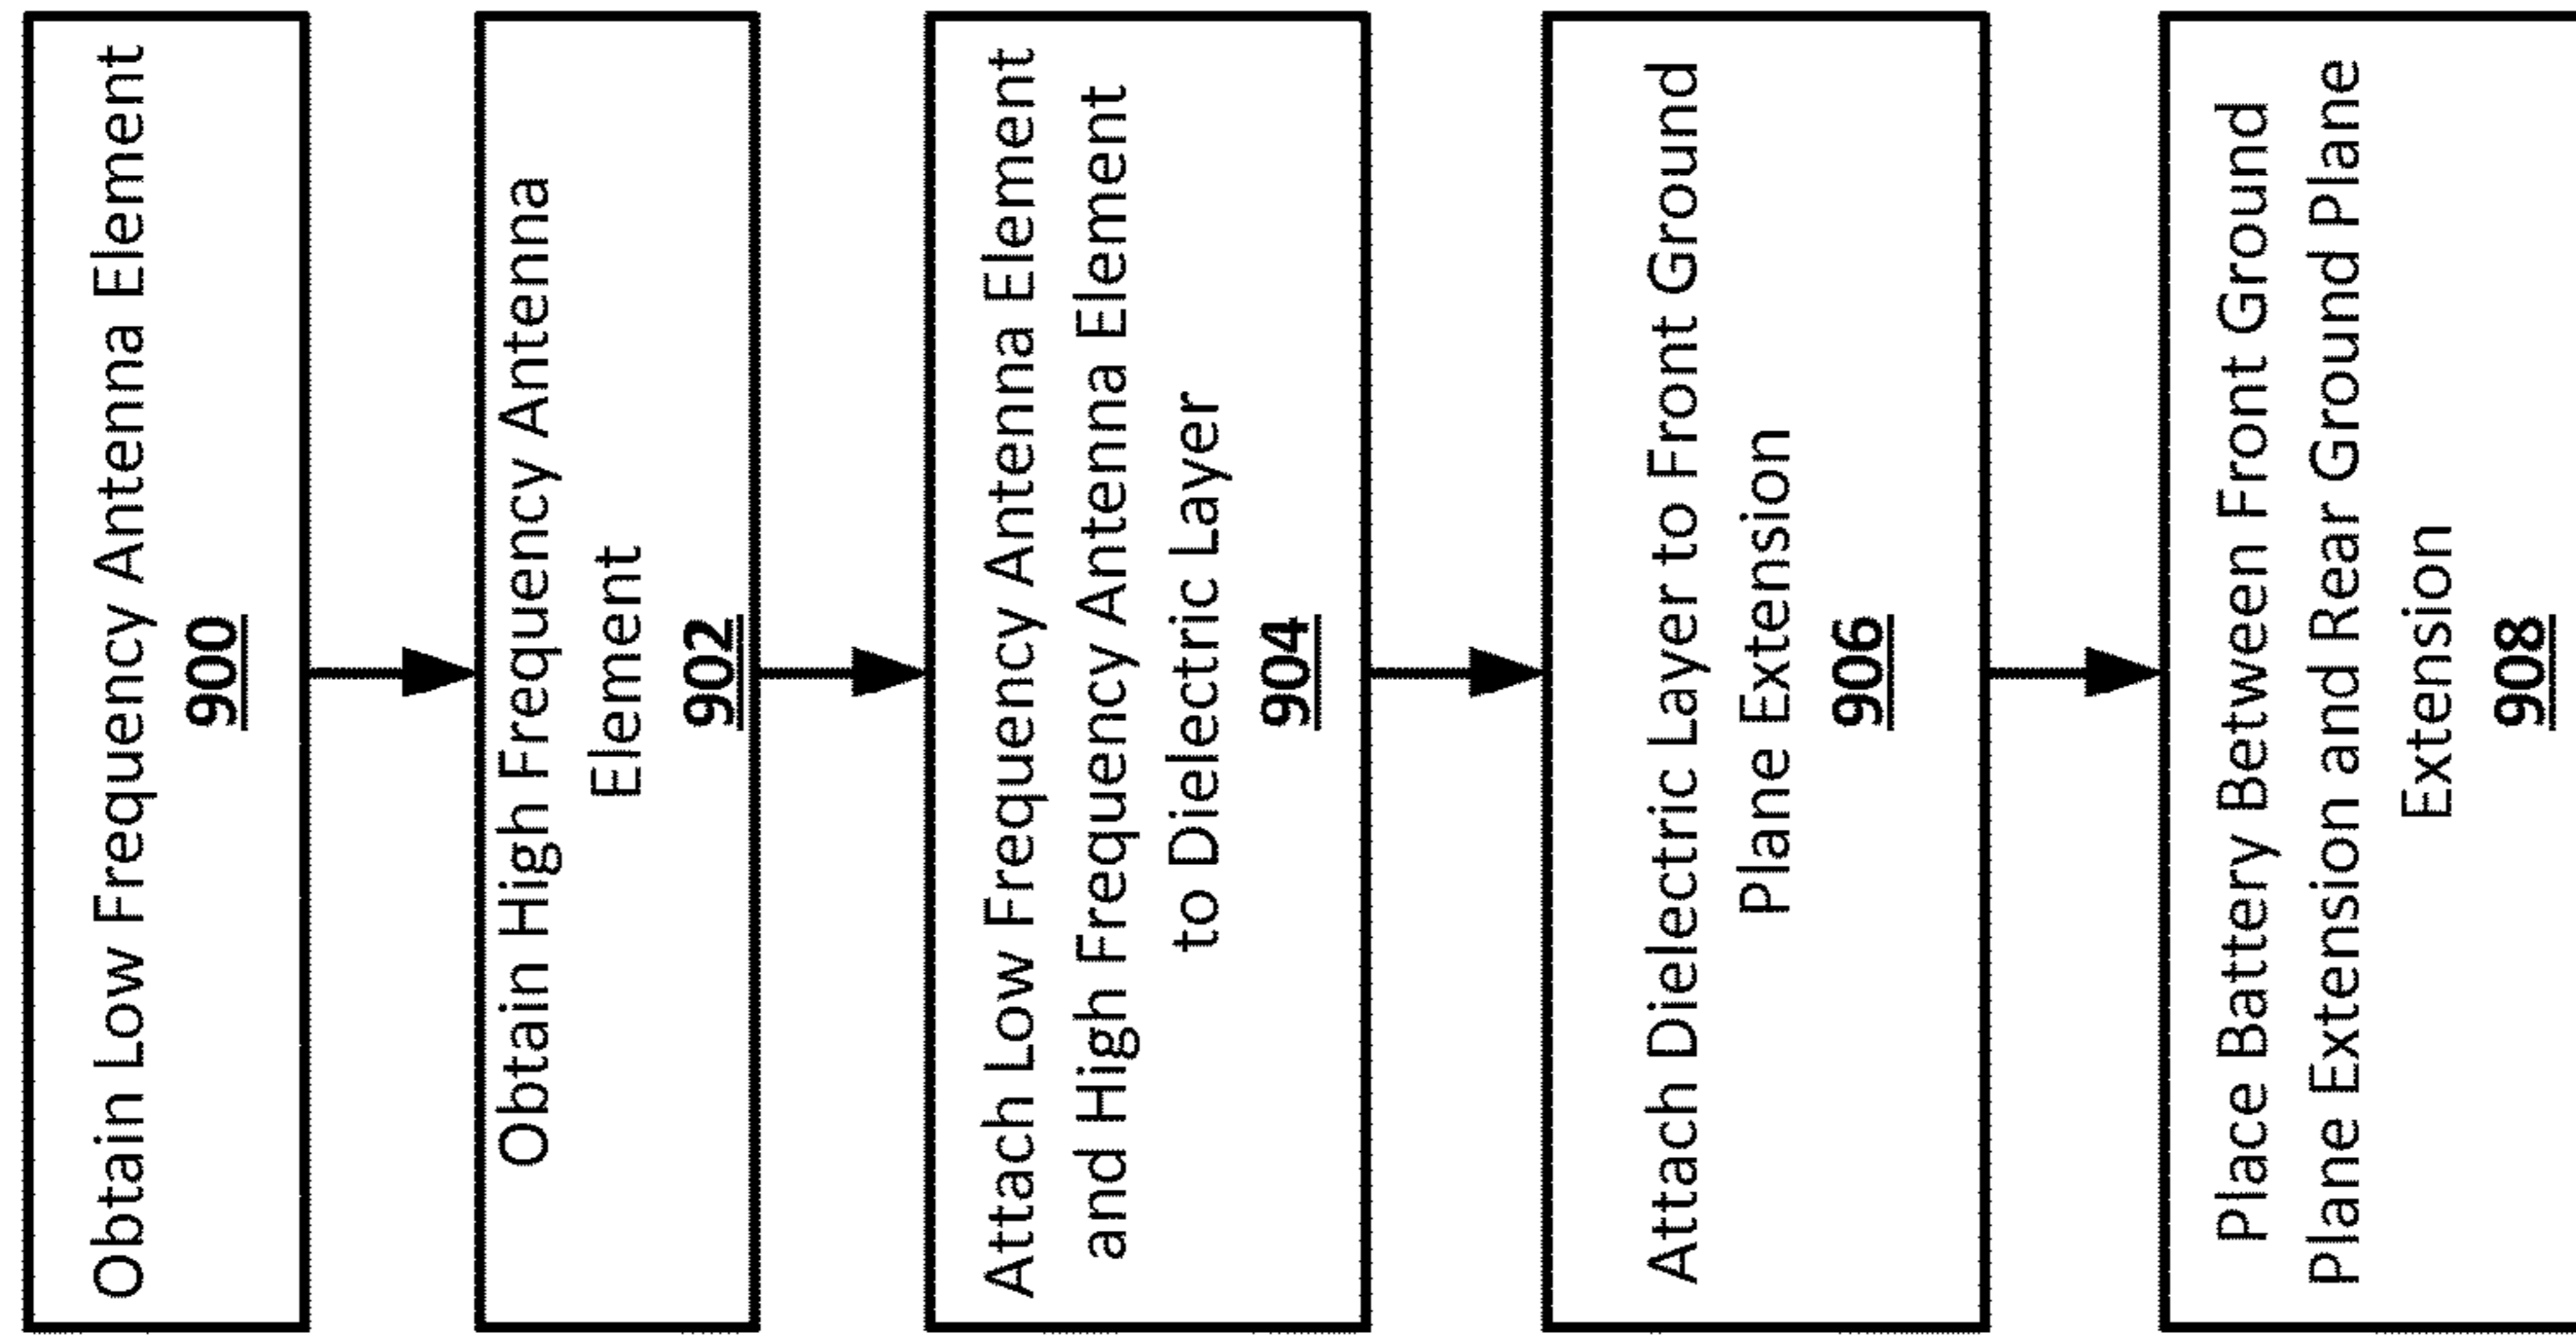 Obtain Low Frequency Antenna Element
900
Obtain High Frequency Antenna
Element
902
Attach Low Frequency Antenna Element
and High Frequency Antenna Element
to Dielectric Layer
904
Attach Dielectric Layer to Front Ground
Plane Extension
906
Place Battery Between Front Ground
Plane Extension and Rear Ground Plane
Extension
908